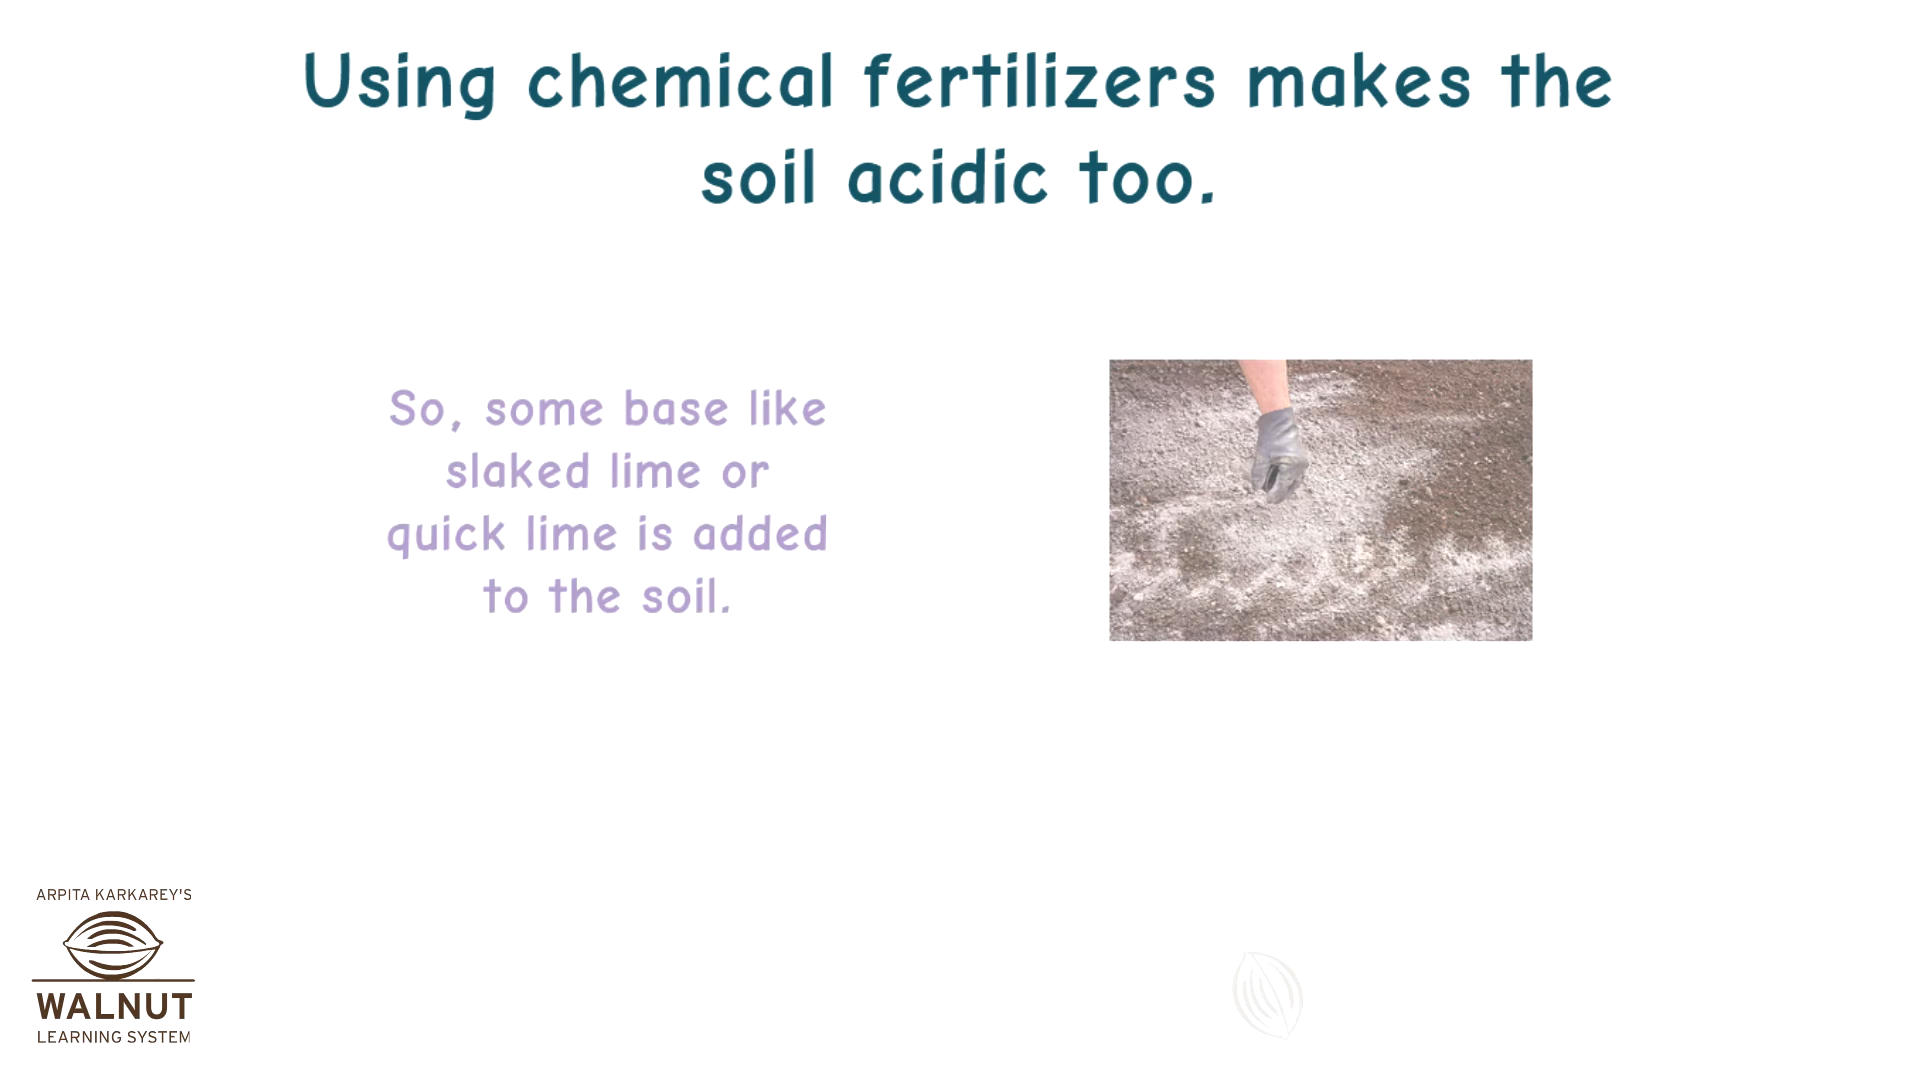 Using chemical fertilizers makes the
soil acidic too.
So, some base like
slaked lime or
quick lime is added
to the soil.
ARPITA KARKAREY'S
WALNUT
LEARNING SYSTEM